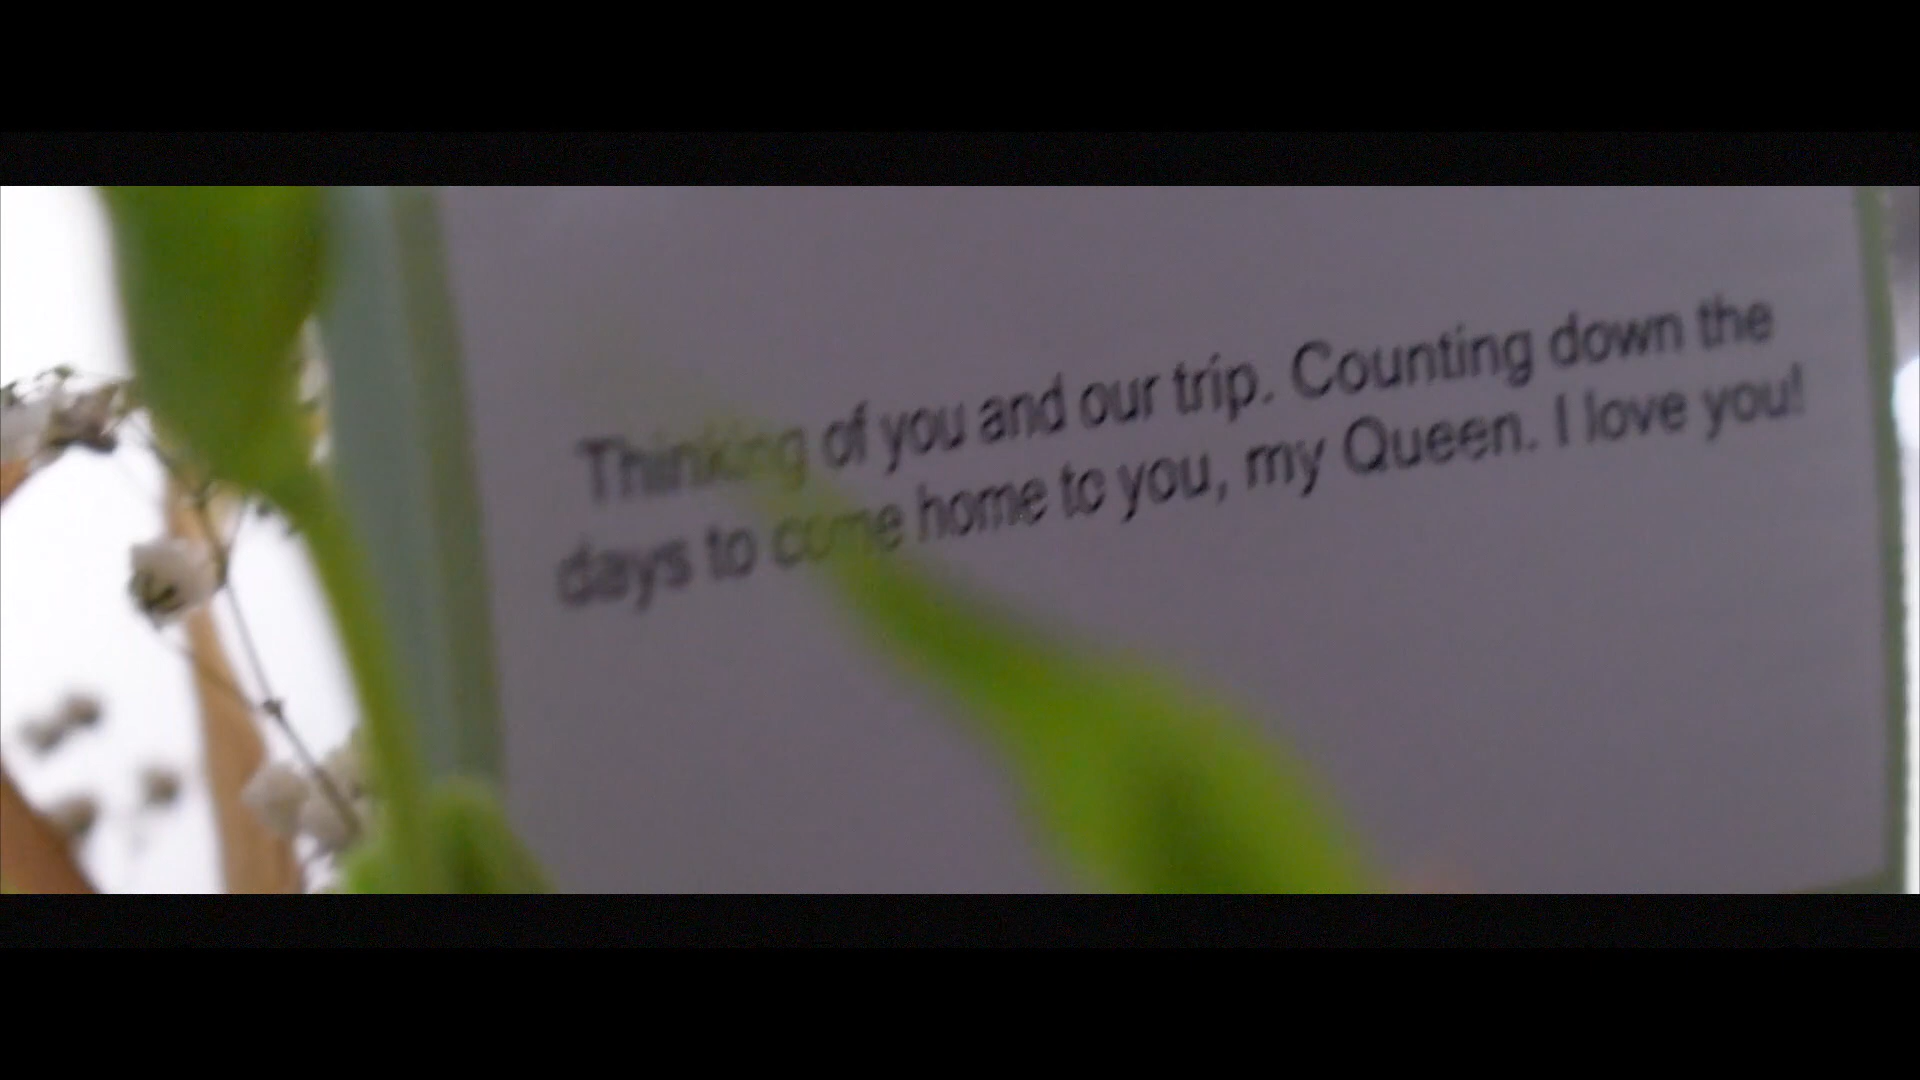 Thinking of you and our trip. Counting down the
days to come home to you, my Queen. I love you!